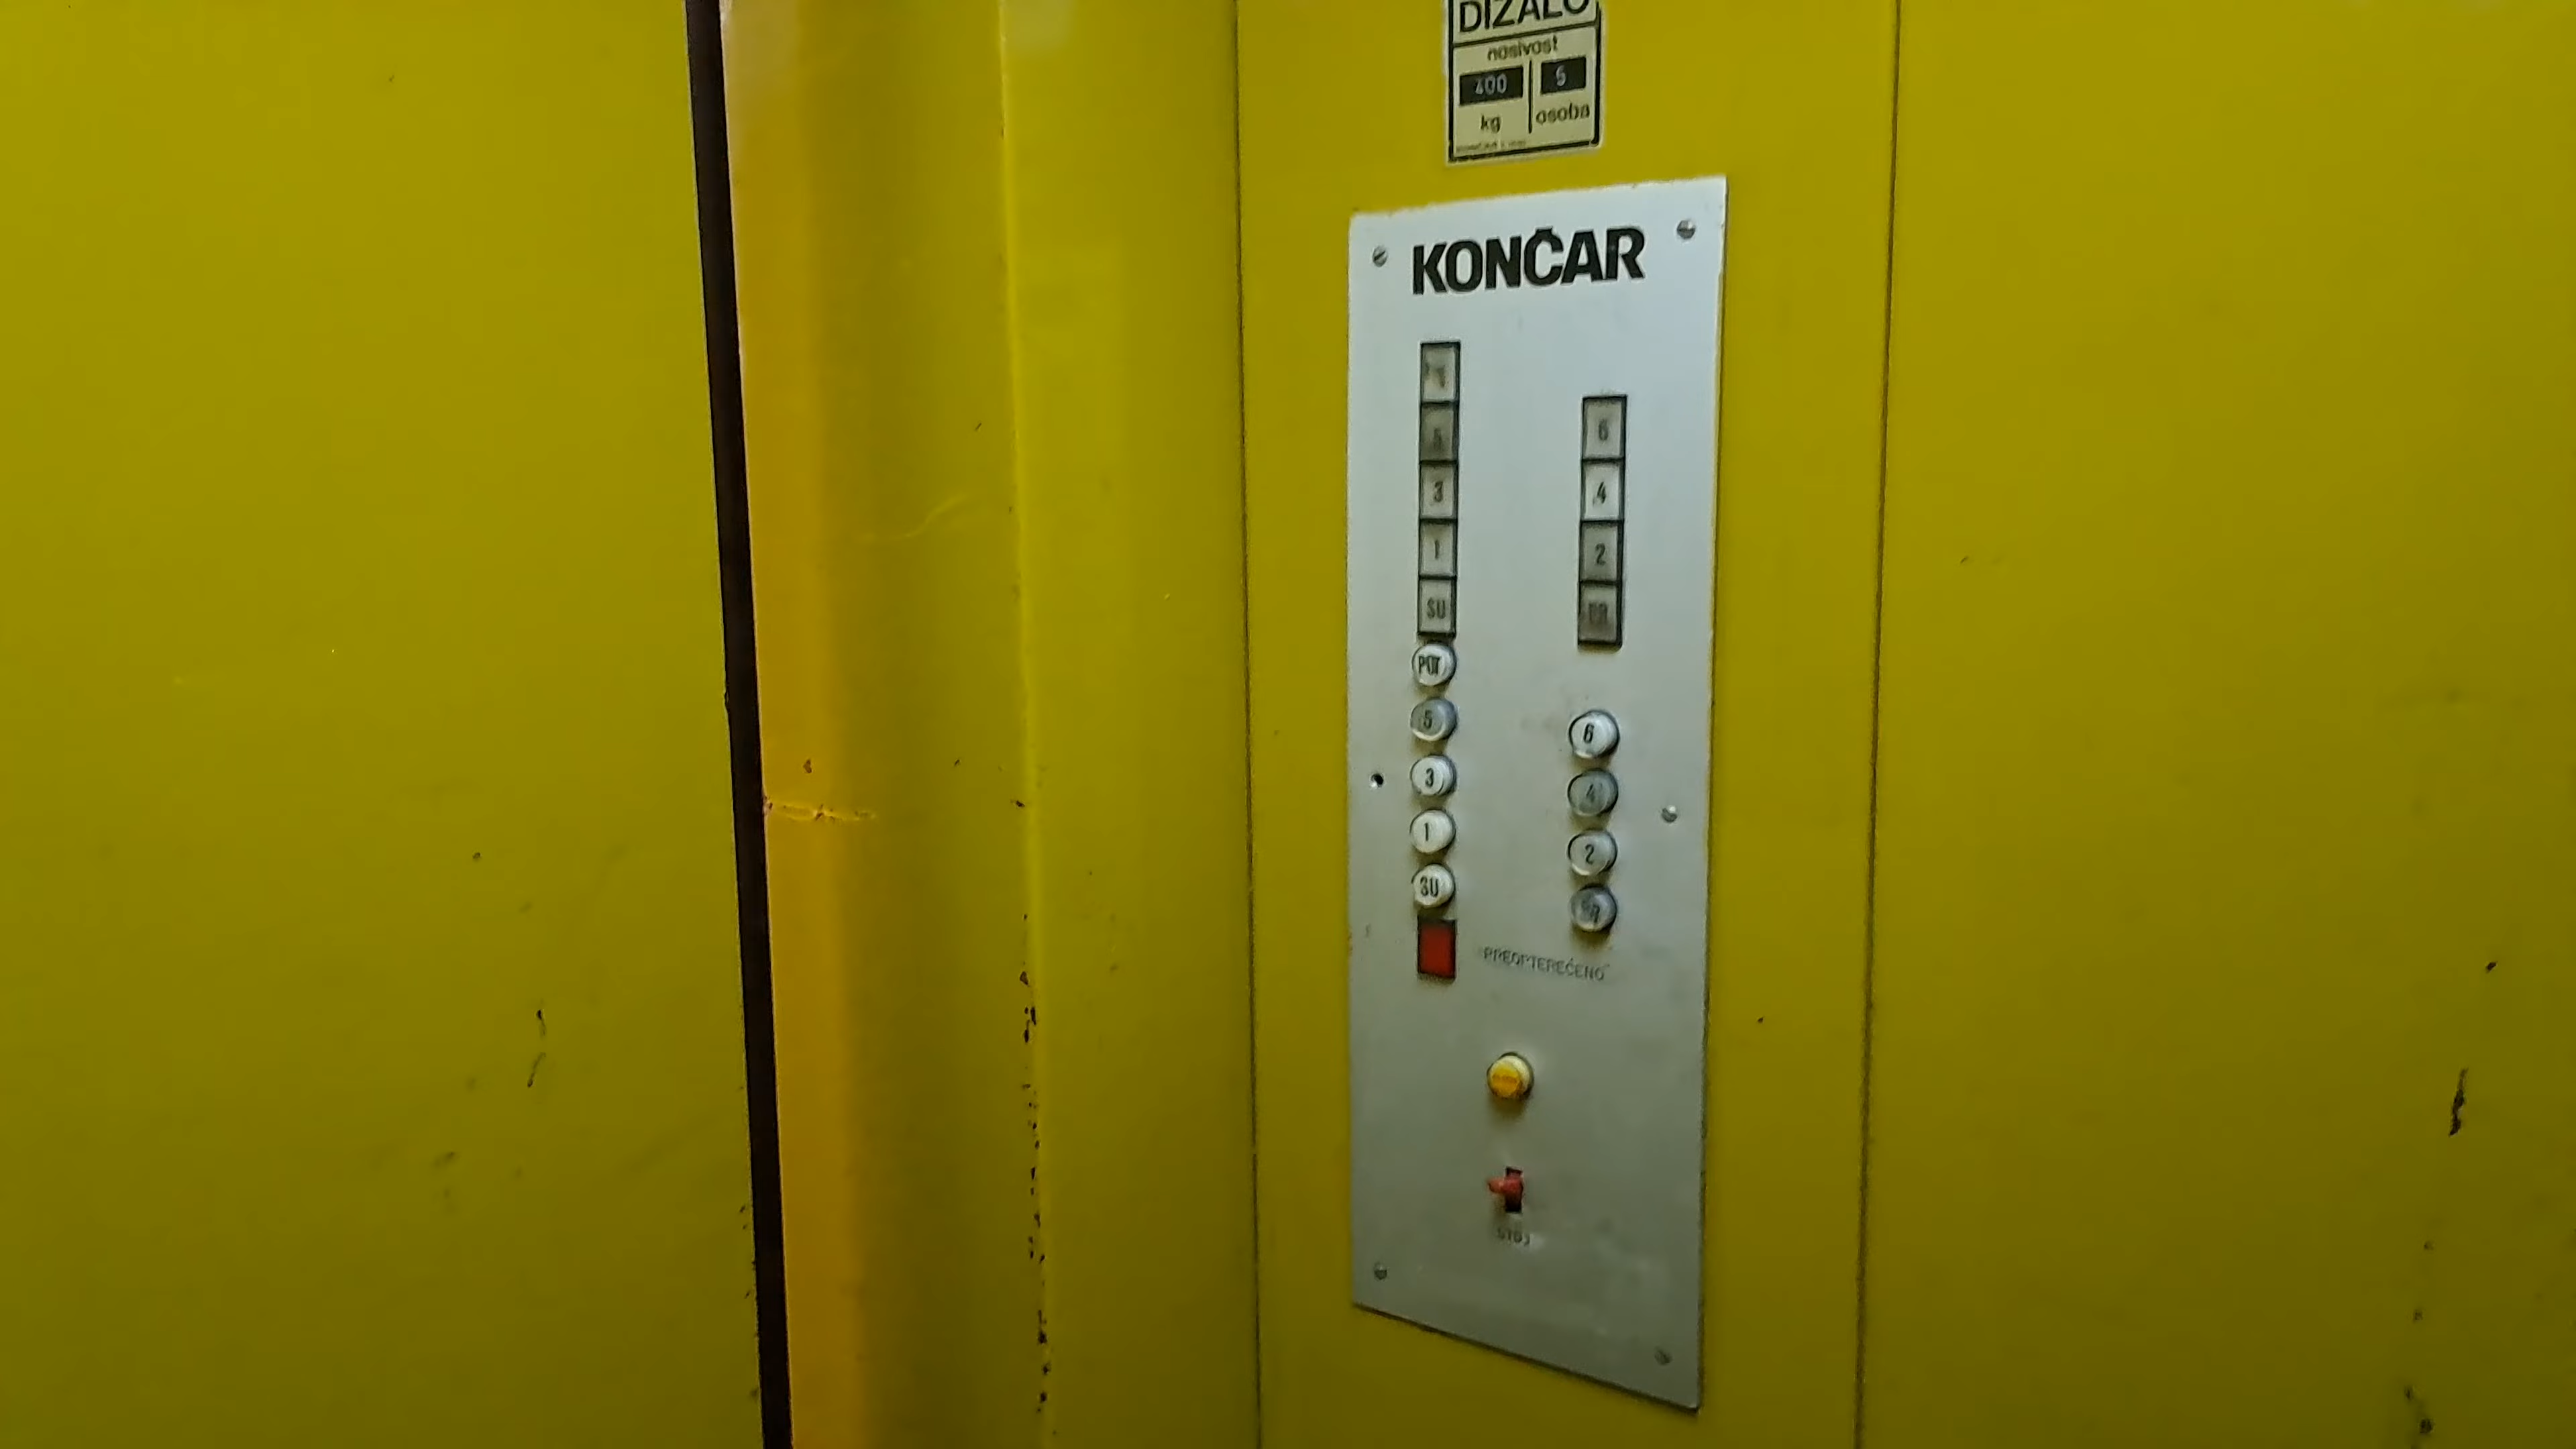 DIZALO
nosivost
400 5
kg osoba
KONČAR
6
3 4
1 2
SU
POT
5 6
3 4
1 2
SU
PREOPTEREĆENO
STOJ